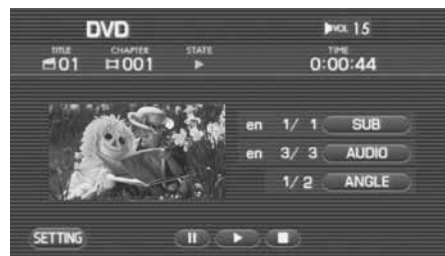 DVD
VOL 15
TITLE CHAPTER STATE TIME
01 001 0:00:44
en 1/ 1 SUB
en 3/ 3 AUDIO
1/ 2 ANGLE
SETTING